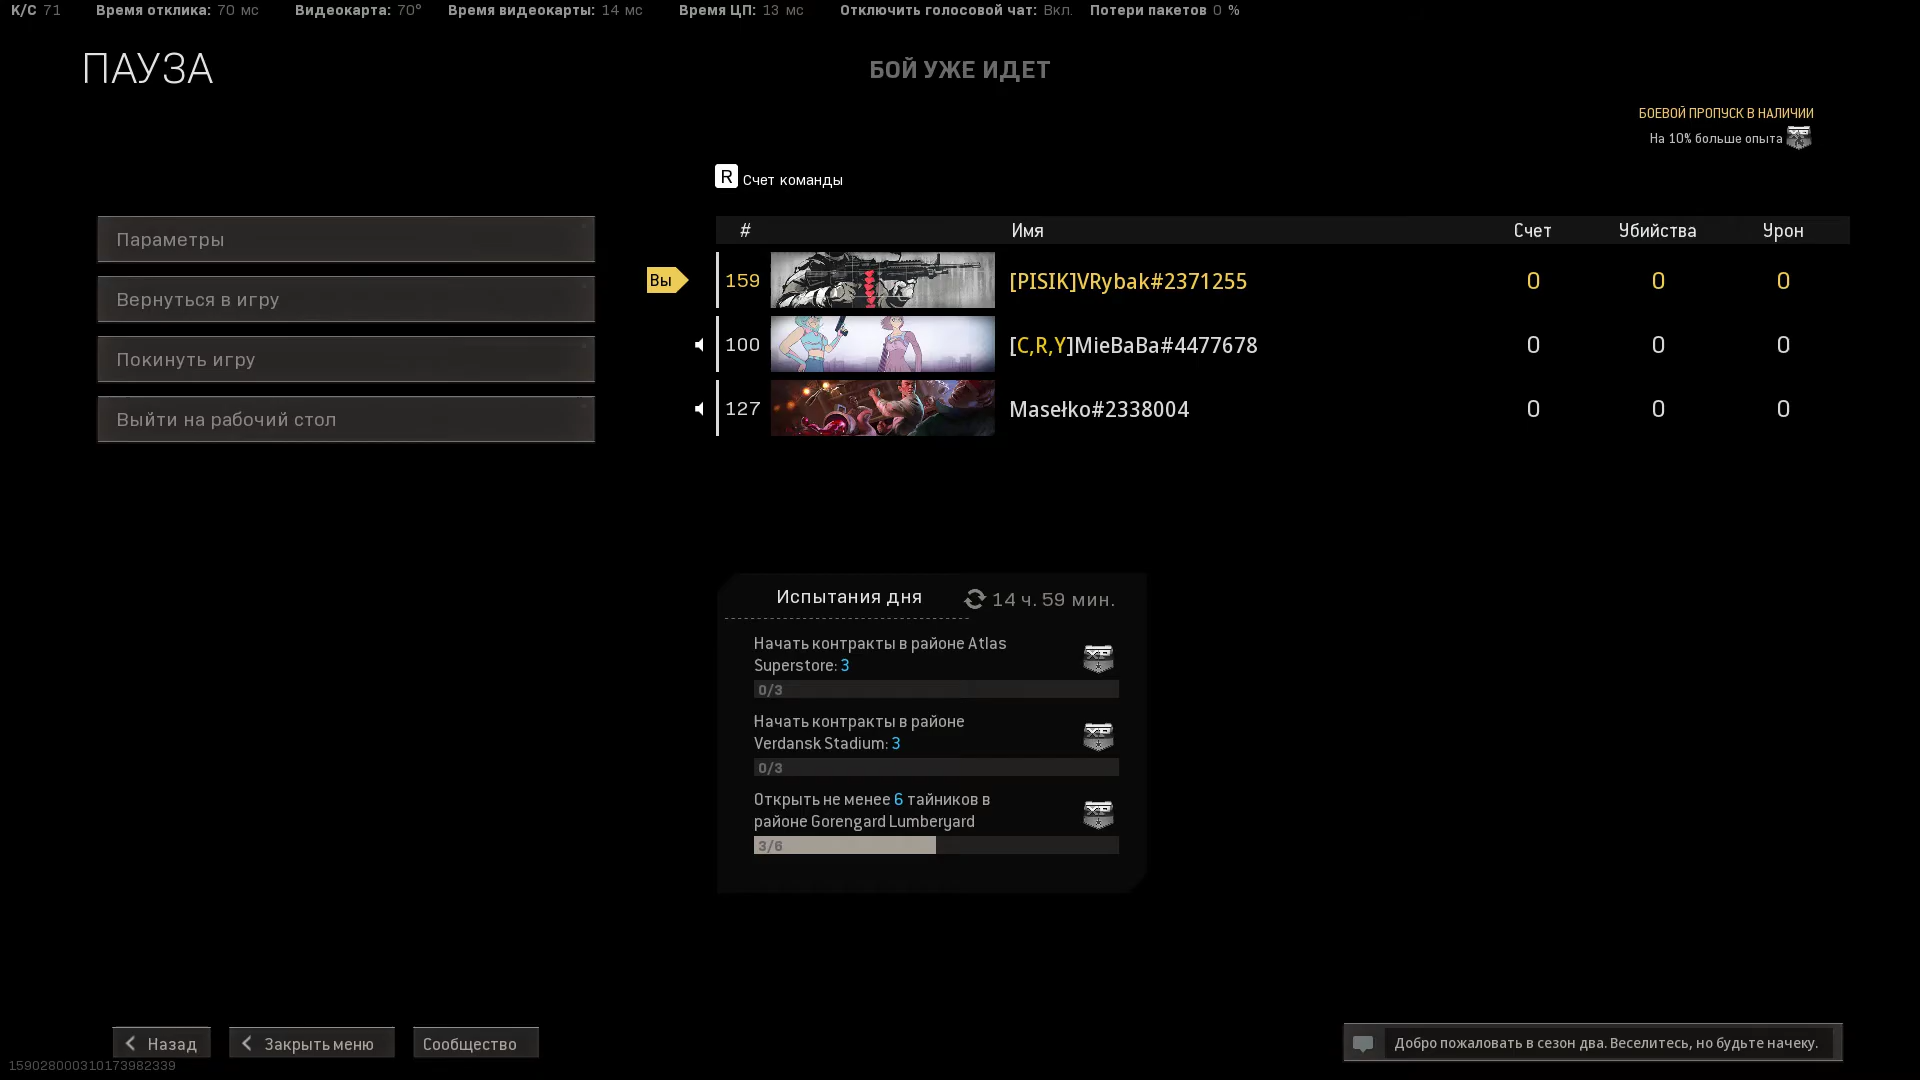 К/С 71 Время отклика: 70 мс Видеокарта: 70° Время видеокарты: 14 мс Время ЦП: 13 мс Отключить голосовой чат: Вкл. Потери пакетов 0 %
ПАУЗА
БОЙ УЖЕ ИДЕТ
БОЕВОЙ ПРОПУСК В НАЛИЧИИ
На 10% больше опыта XP
R Счет команды
Параметры
Вернуться в игру
Покинуть игру
Выйти на рабочий стол
# Имя Счет Убийства Урон
Вы 159 [PISIK]VRybak#2371255 0 0 0
100 [C,R,Y]MieBaBa#4477678 0 0 0
127 Masełko#2338004 0 0 0
Испытания дня 14 ч. 59 мин.
Начать контракты в районе Atlas
Superstore: 3
XP
0/3
Начать контракты в районе
Verdansk Stadium: 3
XP
0/3
Открыть не менее 6 тайников в
районе Gorengard Lumberyard
XP
3/6
Назад Закрыть меню Сообщество
Добро пожаловать в сезон два. Веселитесь, но будьте начеку.
159028000310173982339